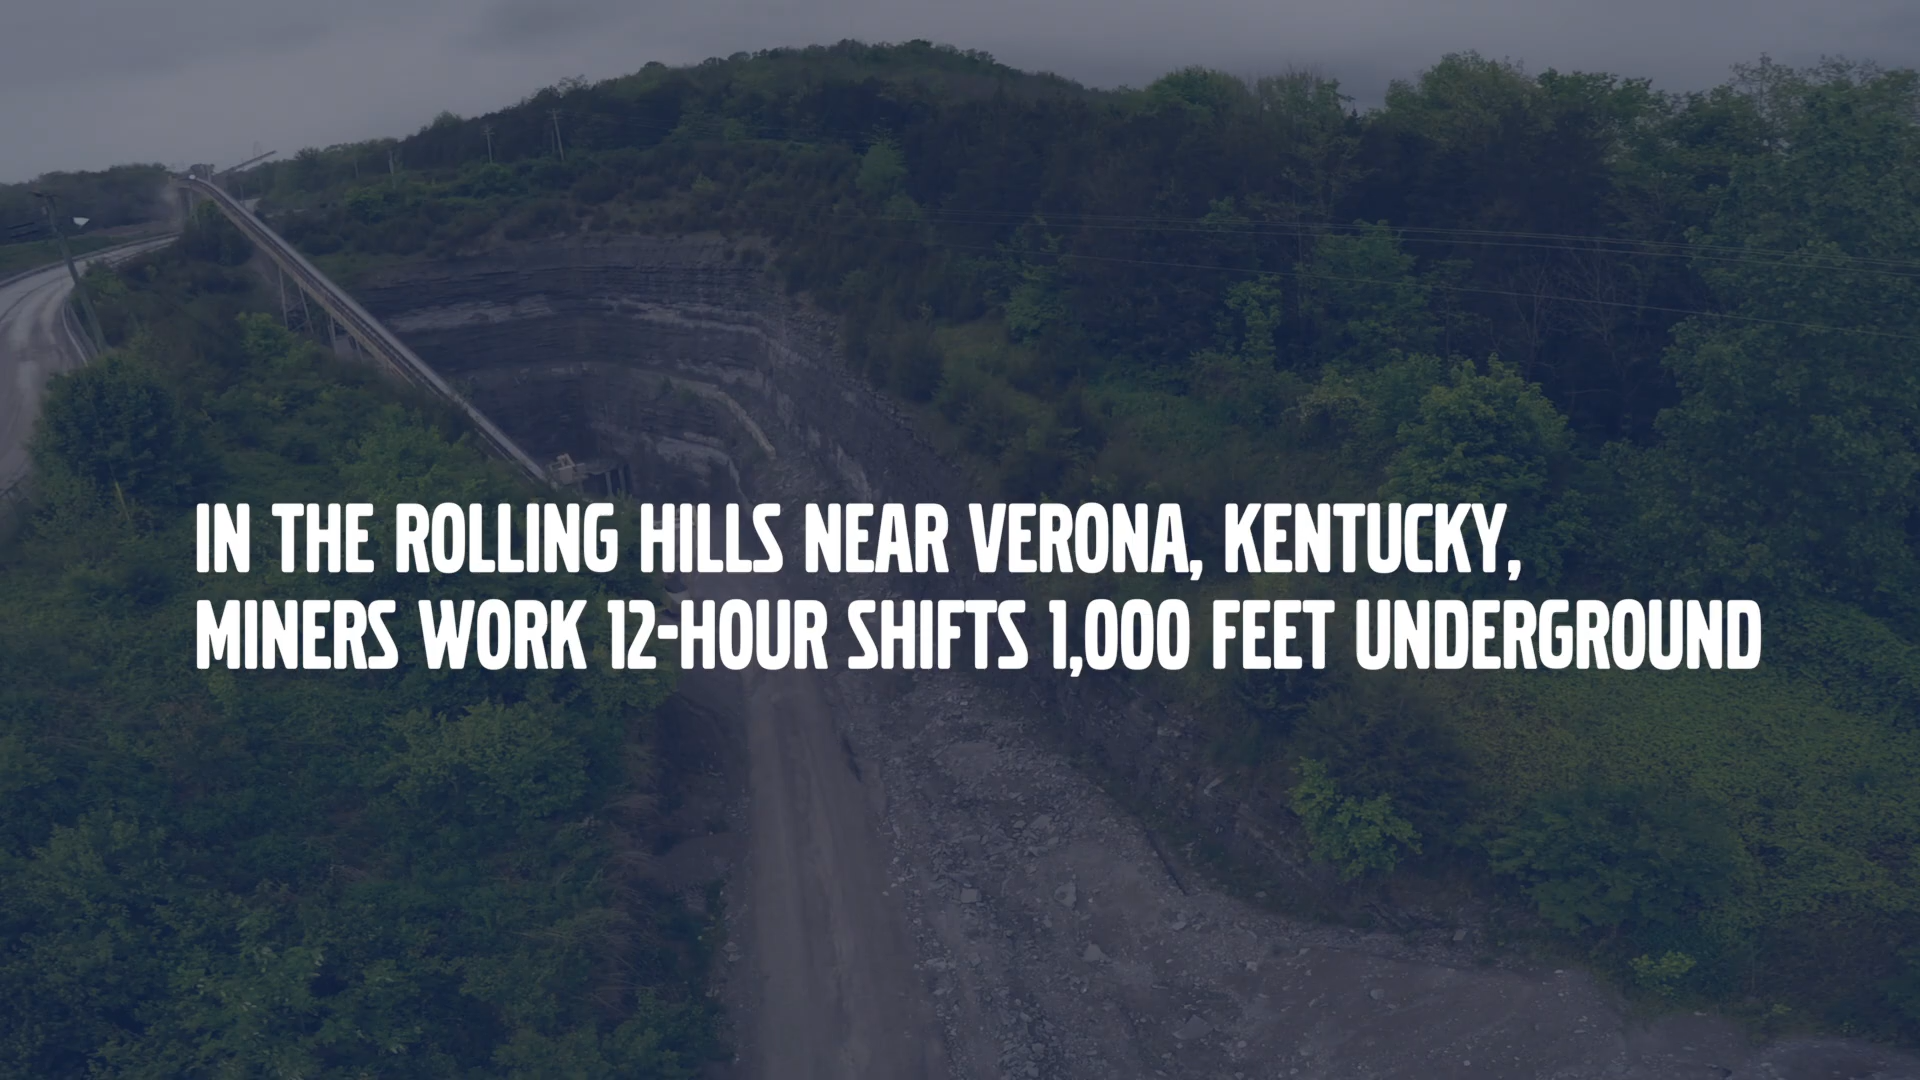 IN THE ROLLING HILLS NEAR VERONA, KENTUCKY,
MINERS WORK 12-HOUR SHIFTS 1,000 FEET UNDERGROUND